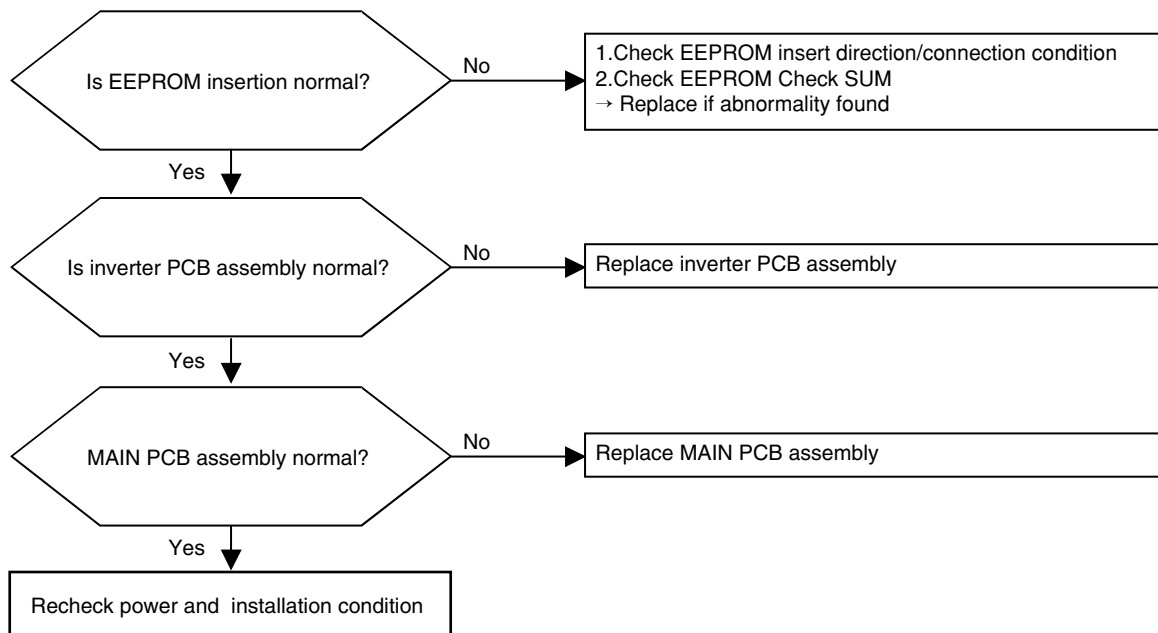 Is EEPROM insertion normal?
No
1.Check EEPROM insert direction/connection condition
2.Check EEPROM Check SUM
→ Replace if abnormality found
Yes
Is inverter PCB assembly normal?
No
Replace inverter PCB assembly
Yes
MAIN PCB assembly normal?
No
Replace MAIN PCB assembly
Yes
Recheck power and installation condition